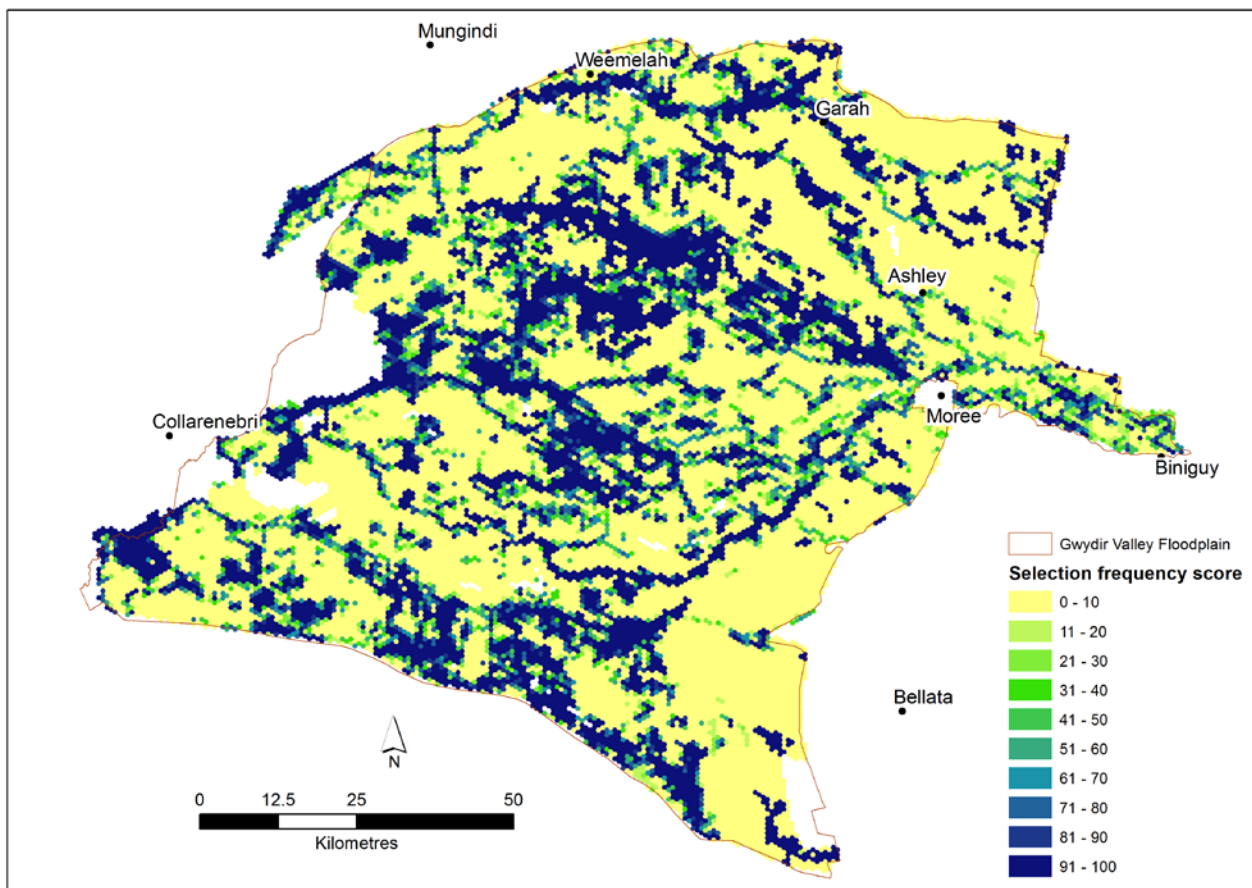 Mungindi
Weemelah
Garah
Ashley
Moree
Collarenebri
Biniguy
Bellata
N
0 12.5 25 50
Kilometres
Gwydir Valley Floodplain
Selection frequency score
0 - 10
11 - 20
21 - 30
31 - 40
41 - 50
51 - 60
61 - 70
71 - 80
81 - 90
91 - 100